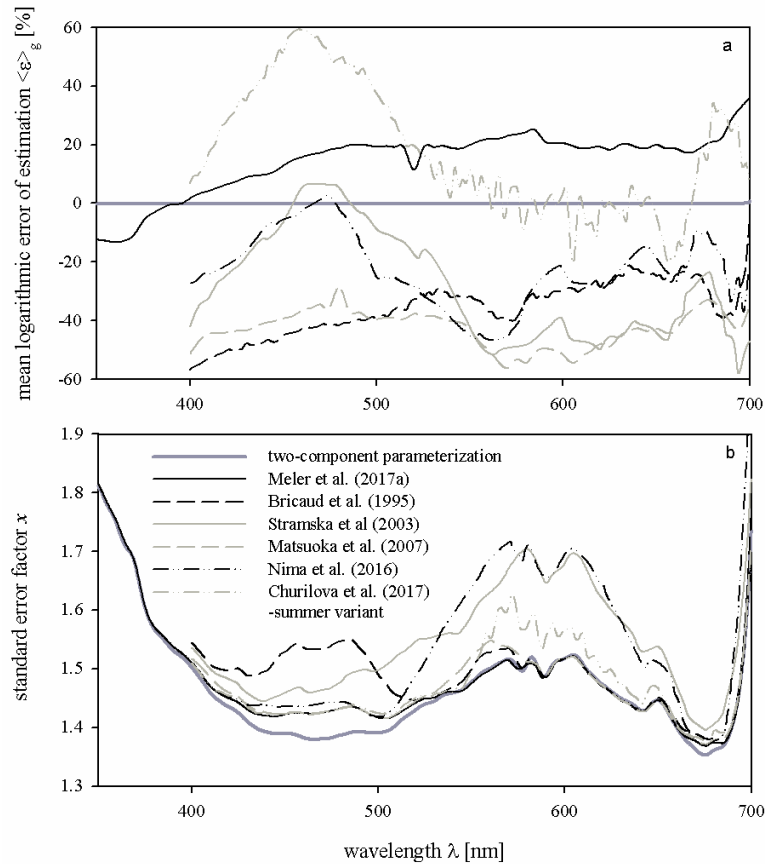 mean logarithmic error of estimation <ε>g [%]
60
40
20
0
-20
-40
-60
a
400
500
600
700
standard error factor x
1.9
1.8
1.7
1.6
1.5
1.4
1.3
b
two-component parameterization
Meler et al. (2017a)
Bricaud et al. (1995)
Stramska et al (2003)
Matsuoka et al. (2007)
Nima et al. (2016)
Churilova et al. (2017)
-summer variant
400
500
600
700
wavelength λ [nm]